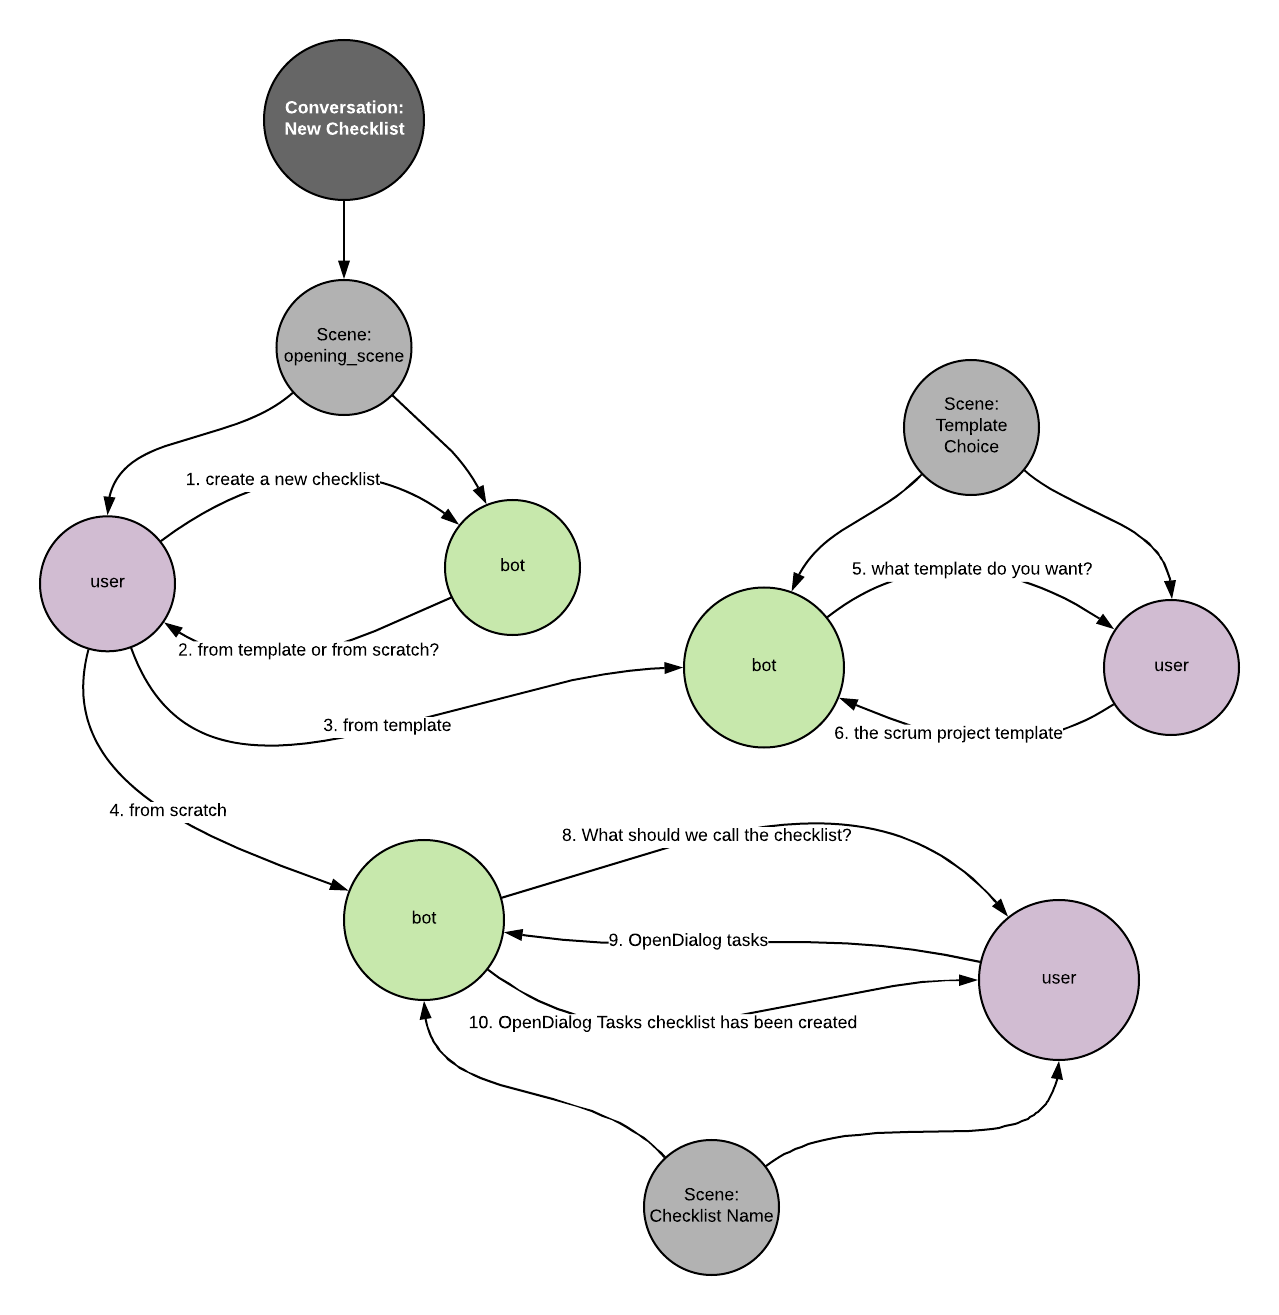 Conversation:
New Checklist
Scene:
opening_scene
Scene:
Template
Choice
1. create a new checklist
bot
user
5. what template do you want?
2. from template or from scratch?
bot
user
3. from template
6. the scrum project template
4. from scratch
8. What should we call the checklist?
bot
9. OpenDialog tasks
user
10. OpenDialog Tasks checklist has been created
Scene:
Checklist Name